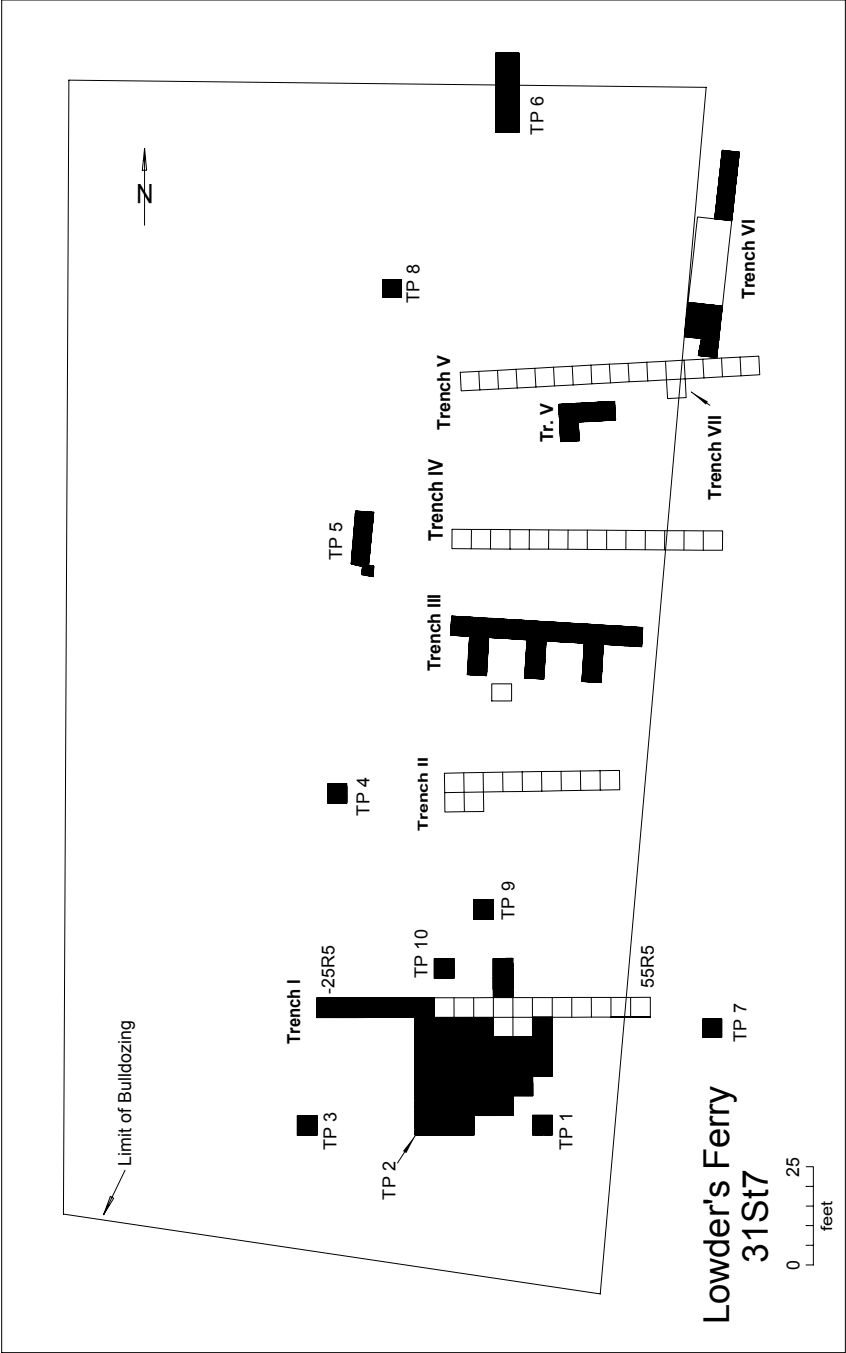 Limit of Bulldozing
N
TP 6
TP 8
Trench VI
Trench V
Tr. V
Trench VII
Trench IV
TP 5
Trench III
TP 4
Trench II
TP 9
TP 10
Trench I
-25R5
55R5
TP 7
TP 3
TP 2
TP 1
Lowder's Ferry
31St7
0 25
feet